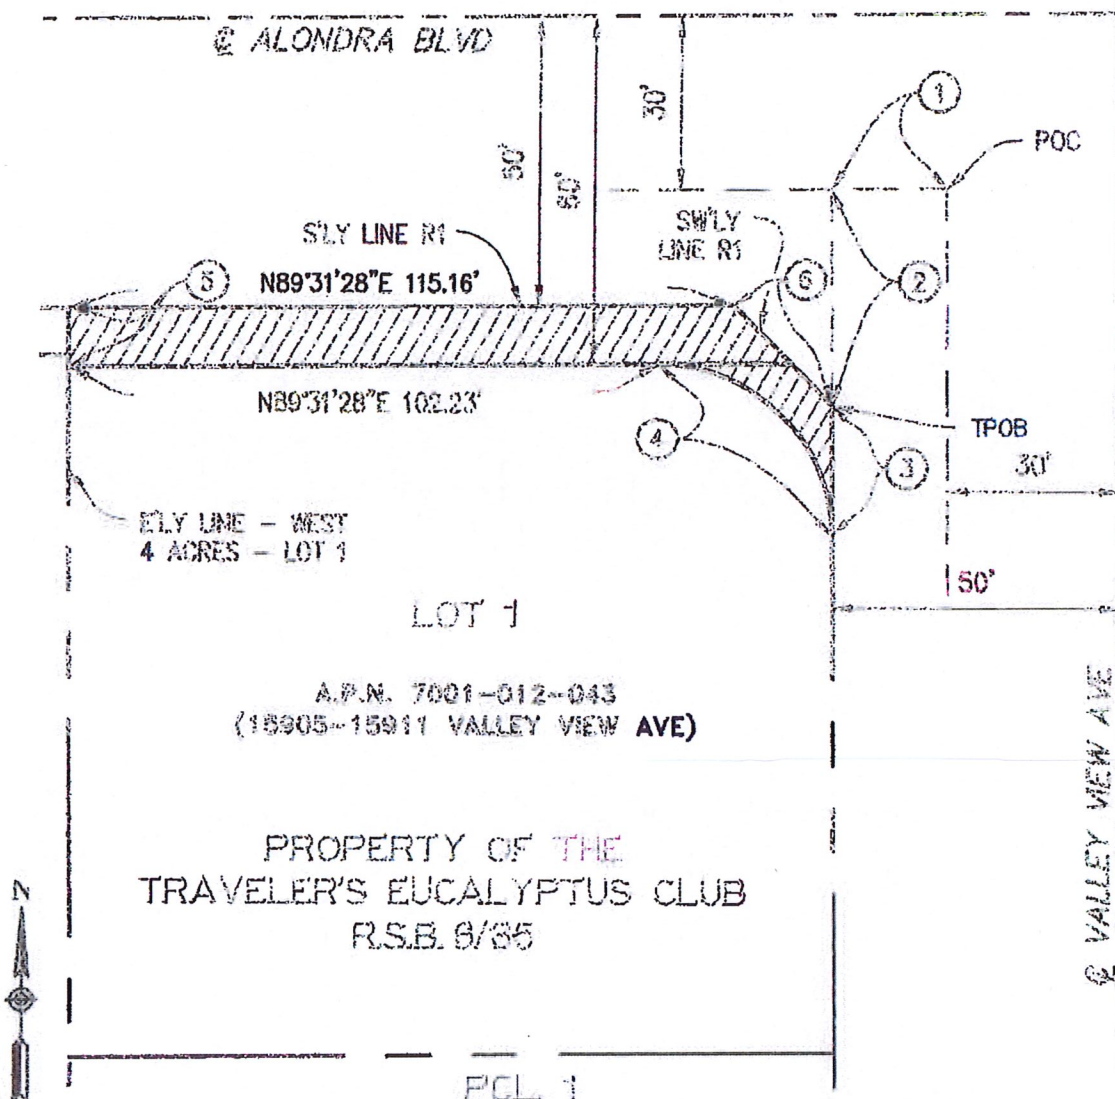 ℄ ALONDRA BLVD
30'
1
POC
50'
60'
S'LY LINE R1
SW'LY
LINE R1
5
N89°31'28"E 115.16'
6
2
N89°31'28"E 102.23'
4
TPOB
3
30'
E'LY LINE - WEST
4 ACRES - LOT 1
50'
LOT 1
A.P.N. 7001-012-043
(15905-15911 VALLEY VIEW AVE)
℄ VALLEY VIEW AVE
PROPERTY OF THE
TRAVELER'S EUCALYPTUS CLUB
R.S.B.
N
PCL. 1